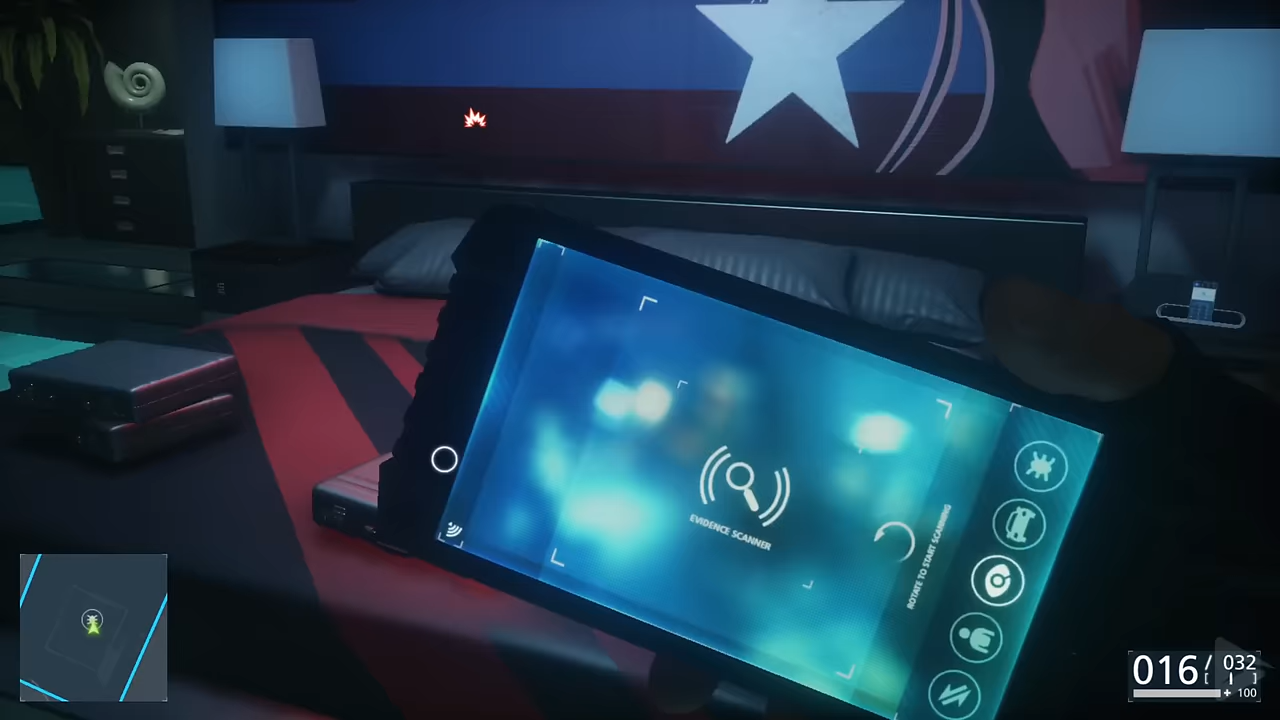 EVIDENCE SCANNER
ROTATE TO START SCANNING
016/ 032
[ ] ]
+ 100